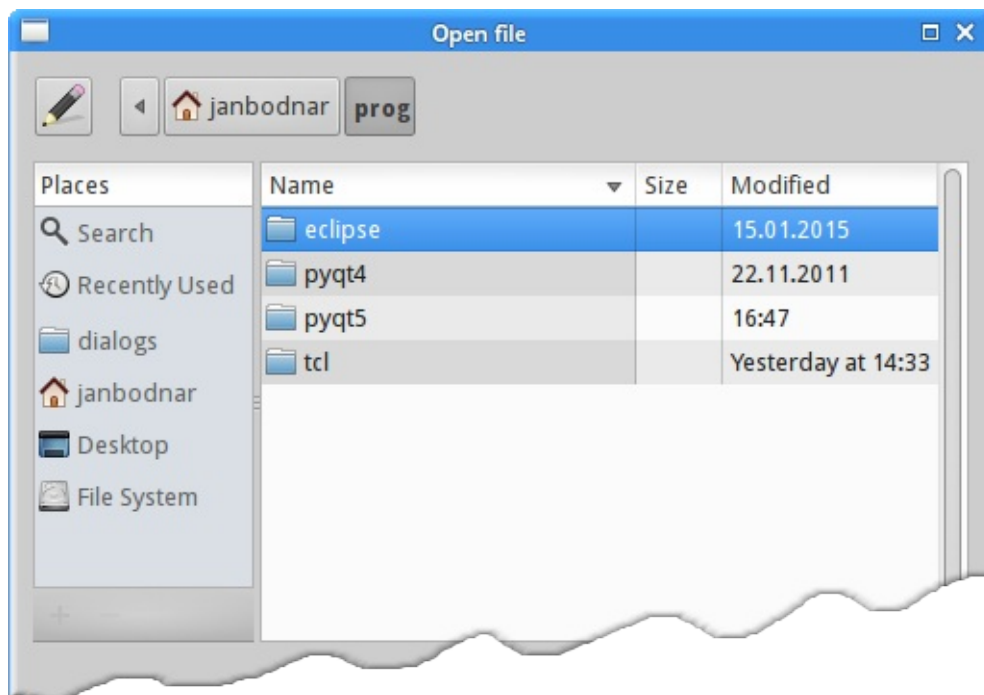 Open file
janbodnar prog
Places
Search
Recently Used
dialogs
janbodnar
Desktop
File System
Name Size Modified
eclipse 15.01.2015
pyqt4 22.11.2011
pyqt5 16:47
tcl Yesterday at 14:33